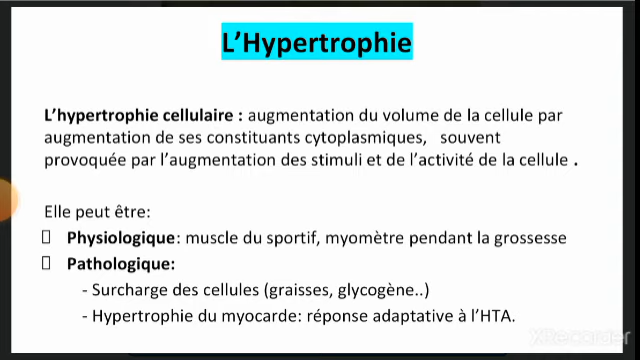 L’Hypertrophie
L’hypertrophie cellulaire : augmentation du volume de la cellule par
augmentation de ses constituants cytoplasmiques, souvent
provoquée par l’augmentation des stimuli et de l’activité de la cellule .
Elle peut être:
Physiologique: muscle du sportif, myomètre pendant la grossesse
Pathologique:
- Surcharge des cellules (graisses, glycogène..)
- Hypertrophie du myocarde: réponse adaptative à l’HTA.
XRecorder